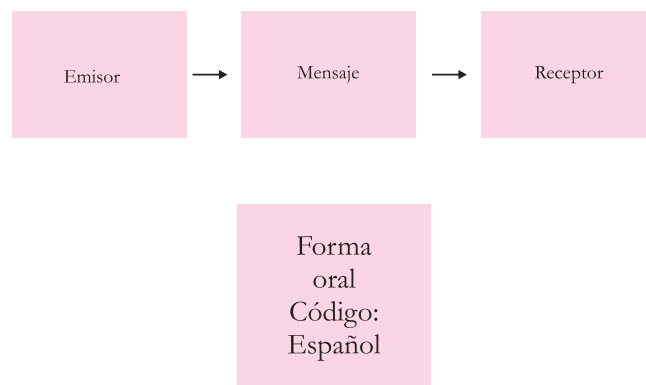 Emisor
Mensaje
Receptor
Forma
oral
Código:
Español